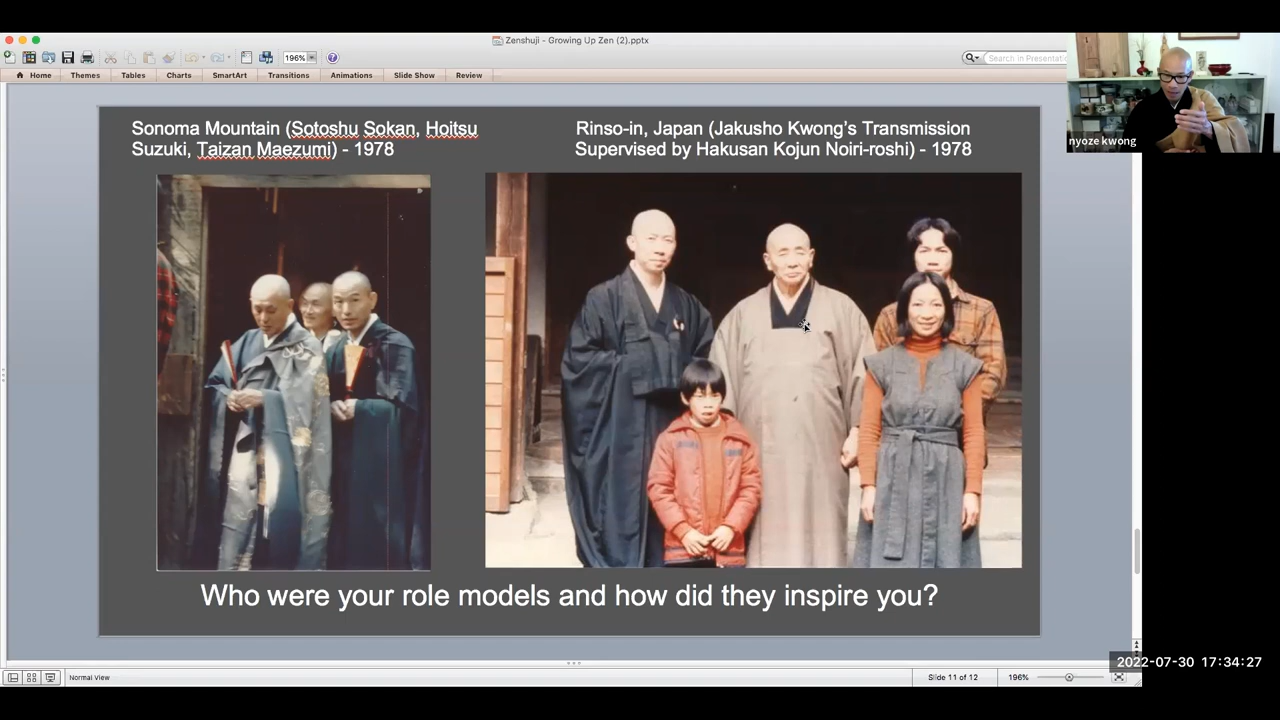 Zenshuji - Growing Up Zen (2).pptx
196%
Search in Presentati
Home Themes Tables Charts SmartArt Transitions Animations Slide Show Review
nyoze kwong
Sonoma Mountain (Sotoshu Sokan, Hoitsu
Suzuki, Taizan Maezumi) - 1978
Rinso-in, Japan (Jakusho Kwong’s Transmission
Supervised by Hakusan Kojun Noiri-roshi) - 1978
Who were your role models and how did they inspire you?
2022-07-30 17:34:27
Normal View
Slide 11 of 12
196%